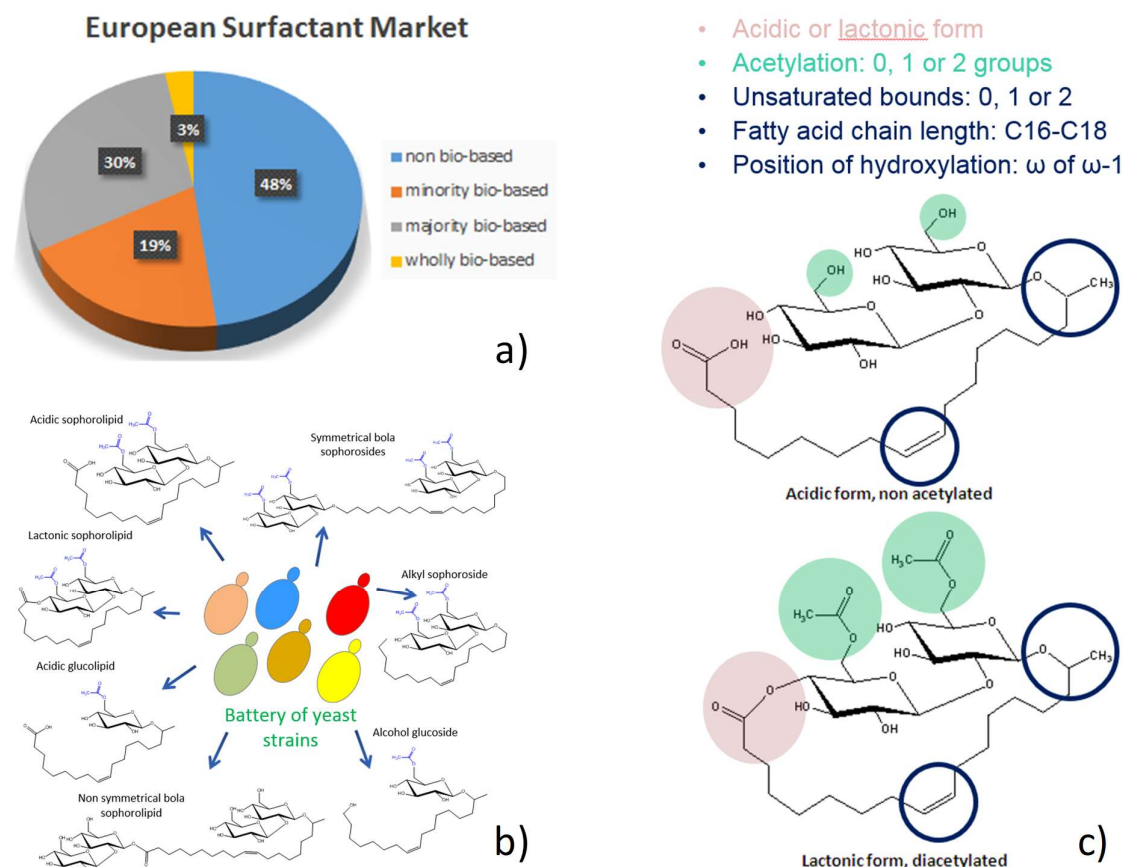 European Surfactant Market
3%
30%
48%
19%
non bio-based
minority bio-based
majority bio-based
wholly bio-based
a)
Acidic sophorolipid
Symmetrical bola
sophorosides
Lactonic sophorolipid
Alkyl sophoroside
Acidic glucolipid
Battery of yeast
strains
Alcohol glucoside
Non symmetrical bola
sophorolipid
b)
• Acidic or lactonic form
• Acetylation: 0, 1 or 2 groups
• Unsaturated bounds: 0, 1 or 2
• Fatty acid chain length: C16-C18
• Position of hydroxylation: ω of ω-1
OH
HO
O
OH
HO
O
O
CH₃
HO
O
HO
O
O
OH
HO
HO
OH
Acidic form, non acetylated
H₃C
O
O
H₃C
O
O
HO
O
HO
O
O
CH₃
O
O
O
O
HO
OH
Lactonic form, diacetylated
c)